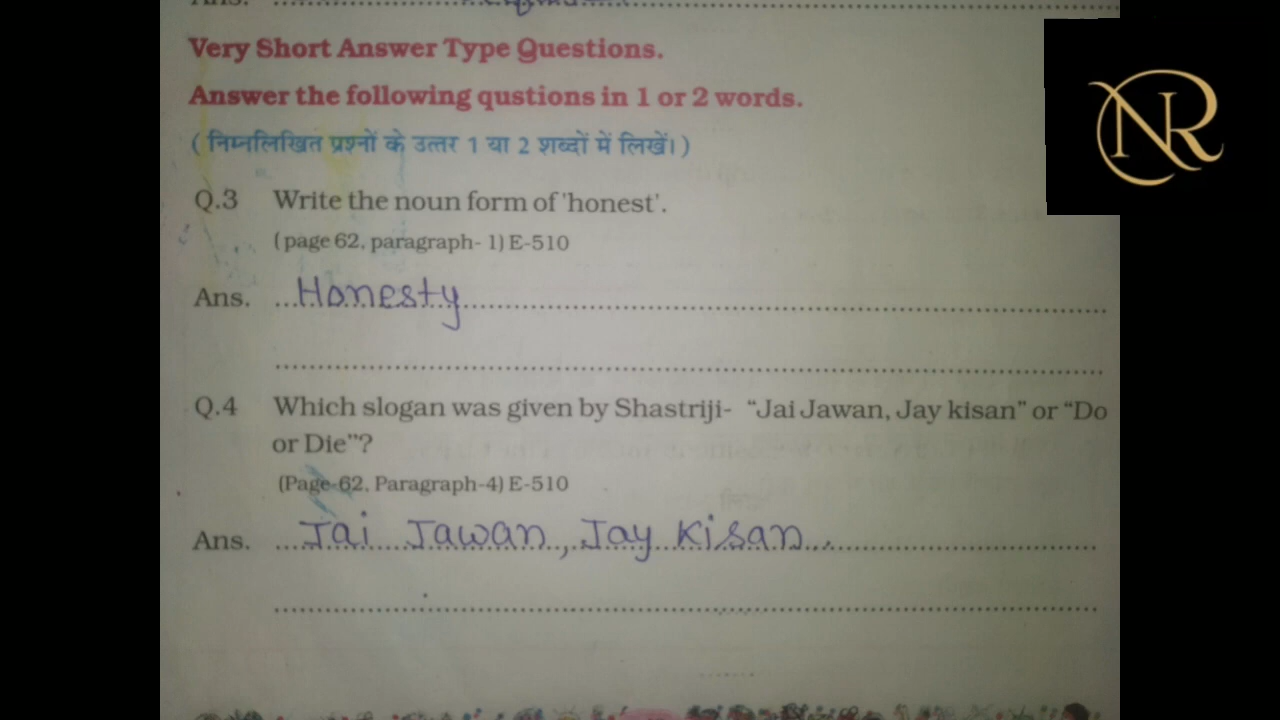 Very Short Answer Type Questions.
Answer the following qustions in 1 or 2 words.
(निम्नलिखित प्रश्नों के उत्तर 1 या 2 शब्दों में लिखें।)
NR
Q.3 Write the noun form of 'honest'.
(page 62, paragraph- 1) E-510
Ans. Honesty
Q.4 Which slogan was given by Shastriji- “Jai Jawan, Jay kisan” or “Do
or Die”?
(Page-62, Paragraph-4) E-510
Ans. Jai Jawan, Jay Kisan.